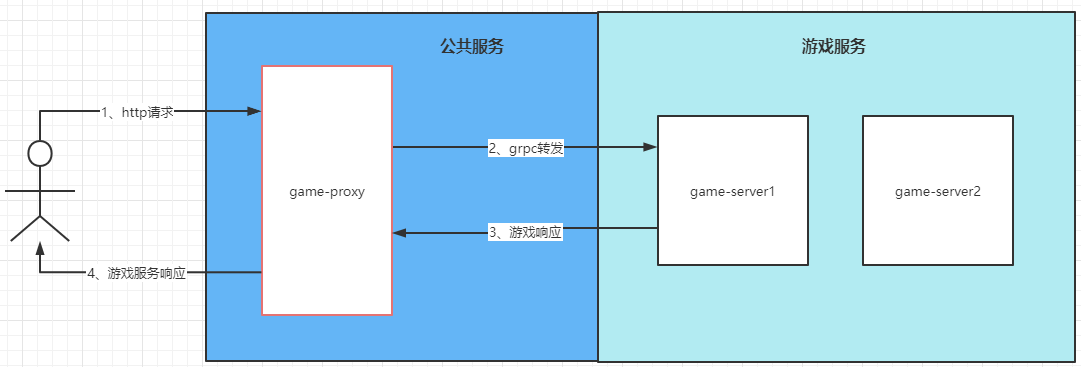 公共服务
游戏服务
1、http请求
2、grpc转发
game-proxy
game-server1
game-server2
3、游戏响应
4、游戏服务响应